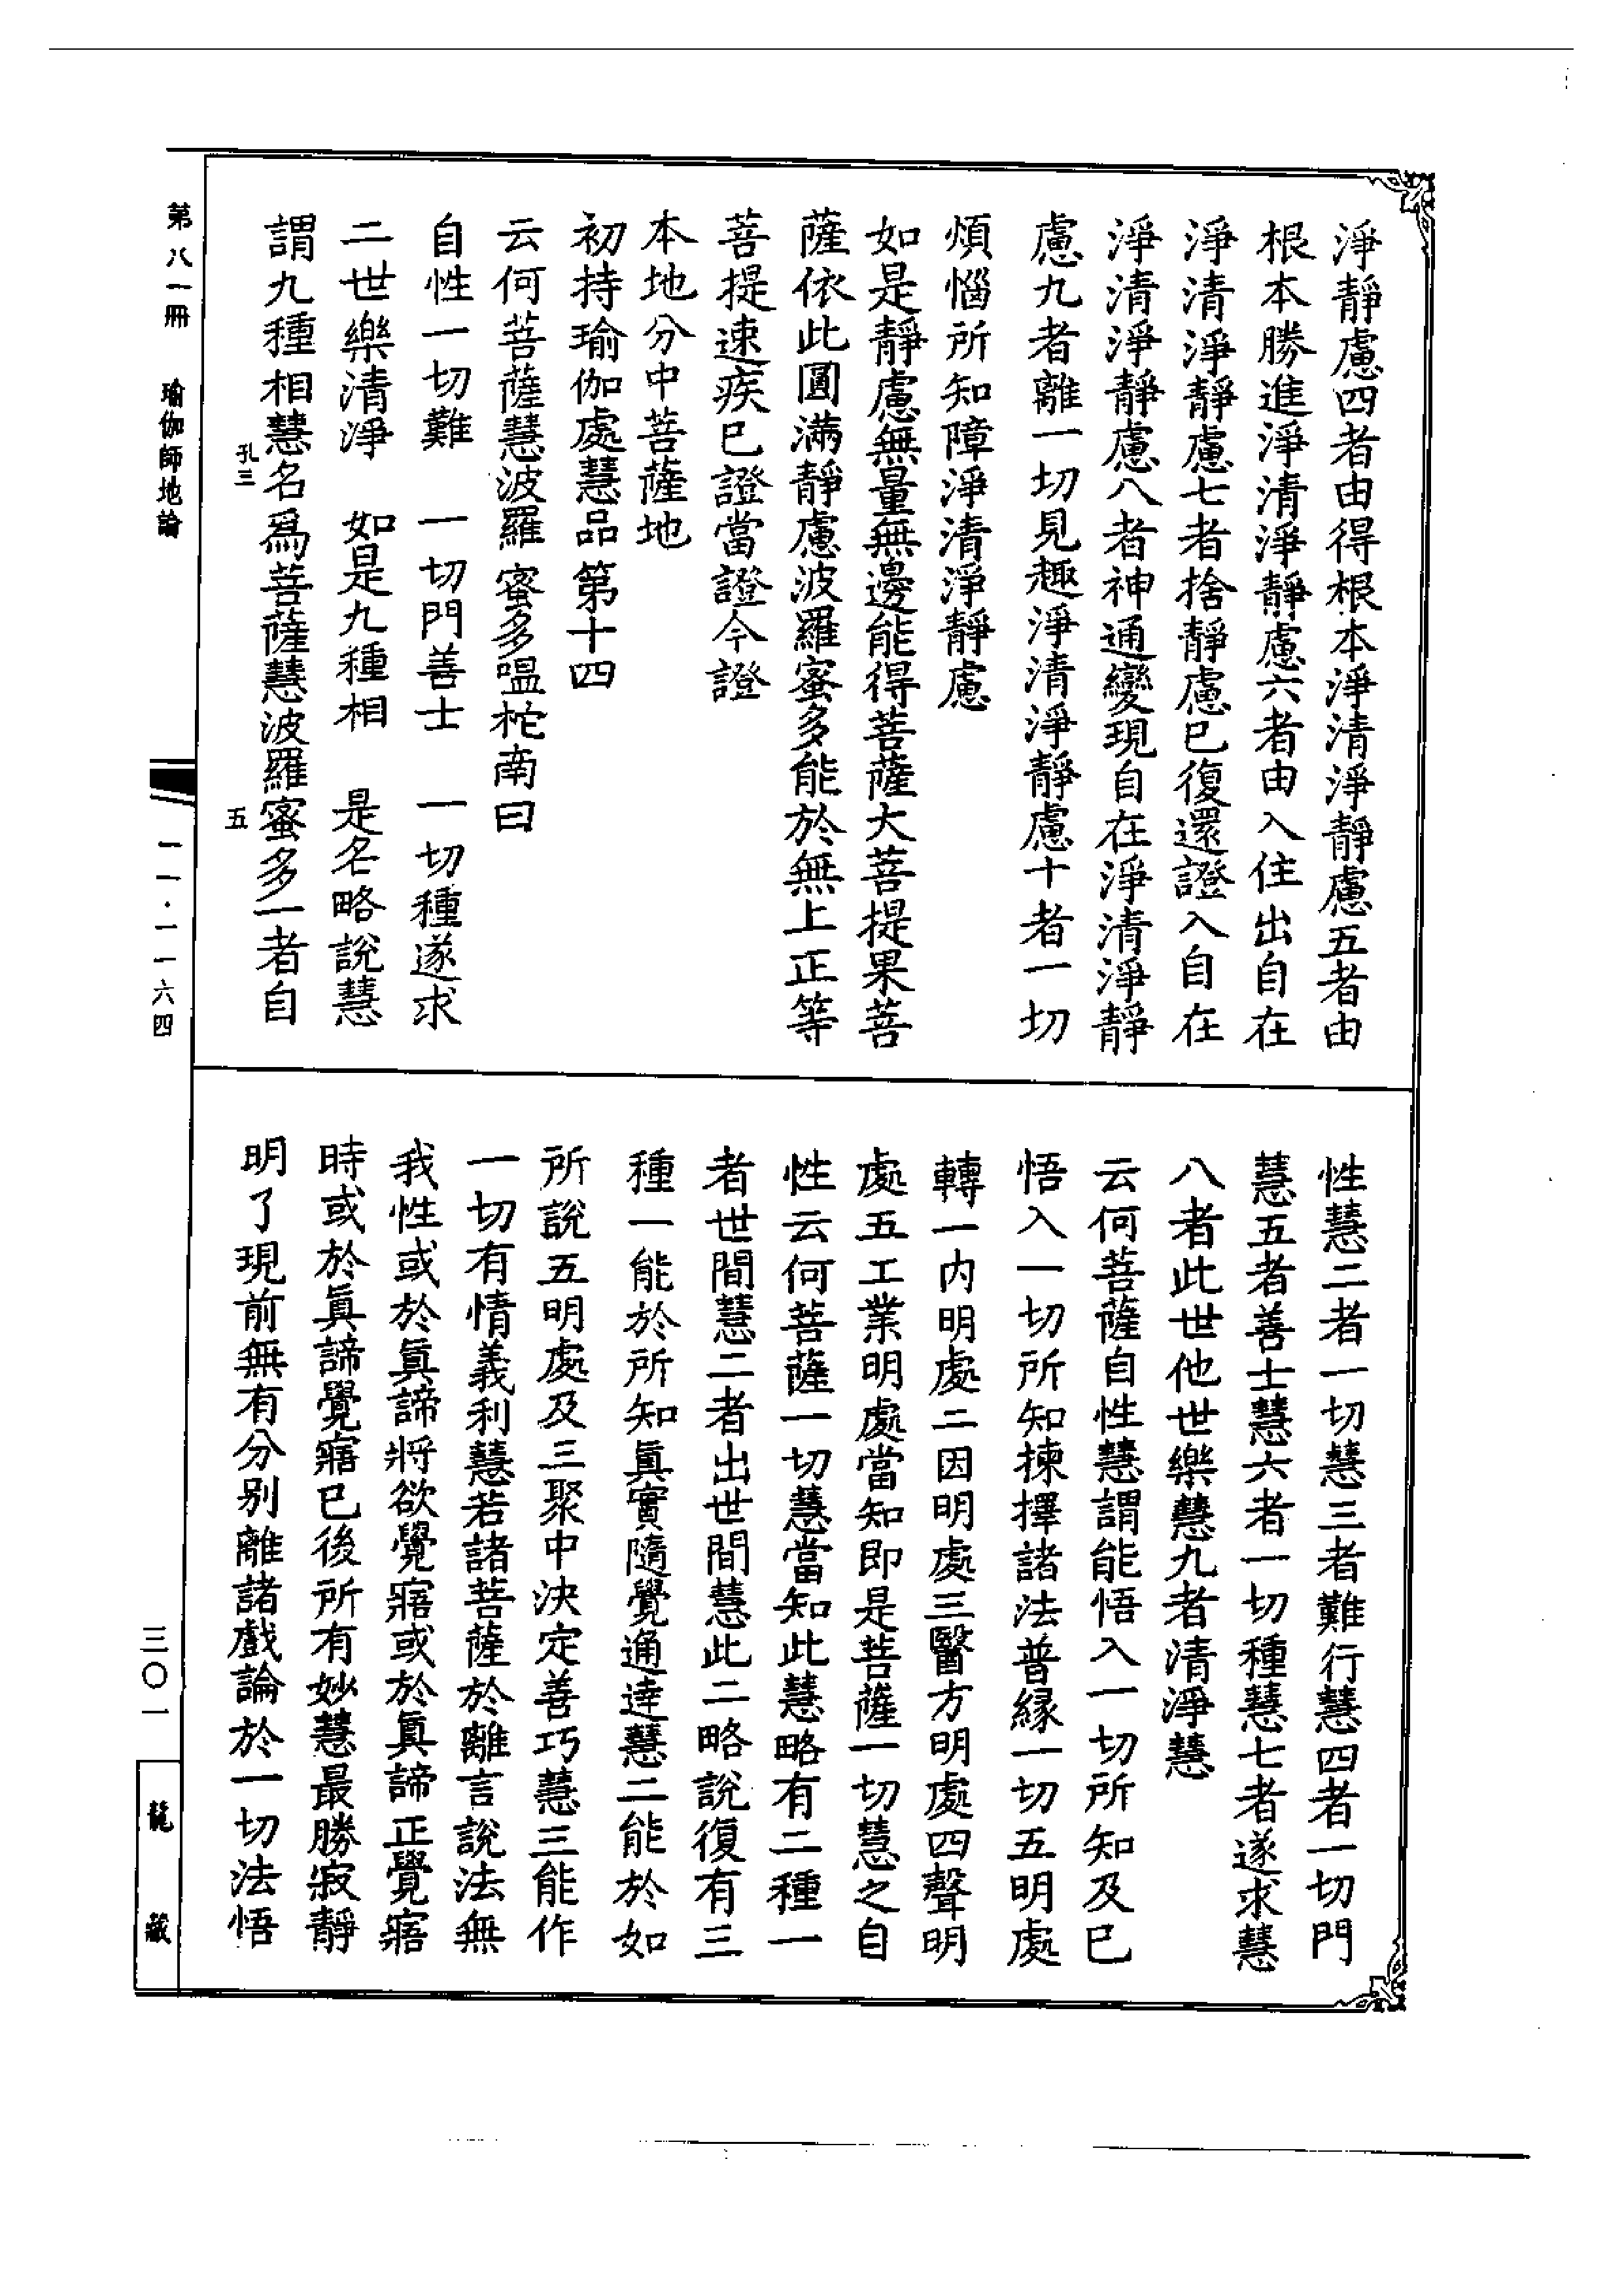 淨靜慮四者由得根本淨清淨靜慮五者由
根本勝進淨清淨靜慮六者由入住出自在
淨清淨靜慮七者捨靜慮已復還證入自在
淨清淨靜慮八者神通變現自在淨清淨靜
慮九者離一切見趣淨清淨靜慮十者一切
煩惱所知障淨清淨靜慮
如是靜慮無量無邊能得菩薩大菩提果菩
薩依此圓滿靜慮波羅蜜多能於無上正等
菩提速疾已證當證今證
本地分中菩薩地
初持瑜伽處慧品第十四
云何菩薩慧波羅蜜多嗢柁南曰
自性一切難 一切門善士 一切種遂求
二世樂清淨 如是九種相 是名略說慧
謂九種相慧名爲菩薩慧波羅蜜多一者自
孔三 五
性慧二者一切慧三者難行慧四者一切門
慧五者善士慧六者一切種慧七者遂求慧
八者此世他世樂慧九者清淨慧
云何菩薩自性慧謂能悟入一切所知及已
悟入一切所知揀擇諸法普緣一切五明處
轉一内明處二因明處三醫方明處四聲明
處五工業明處當知即是菩薩一切慧之自
性云何菩薩一切慧當知此慧略有二種一
者世間慧二者出世間慧此二略說復有三
種一能於所知眞實隨覺通達慧二能於如
所說五明處及三聚中決定善巧慧三能作
一切有情義利慧若諸菩薩於離言說法無
我性或於眞諦將欲覺寤或於眞諦正覺寤
時或於眞諦覺寤已後所有妙慧最勝寂靜
明了現前無有分别離諸戲論於一切法悟
第八一冊 瑜伽師地論 一一·一一六四
三〇一 龍藏